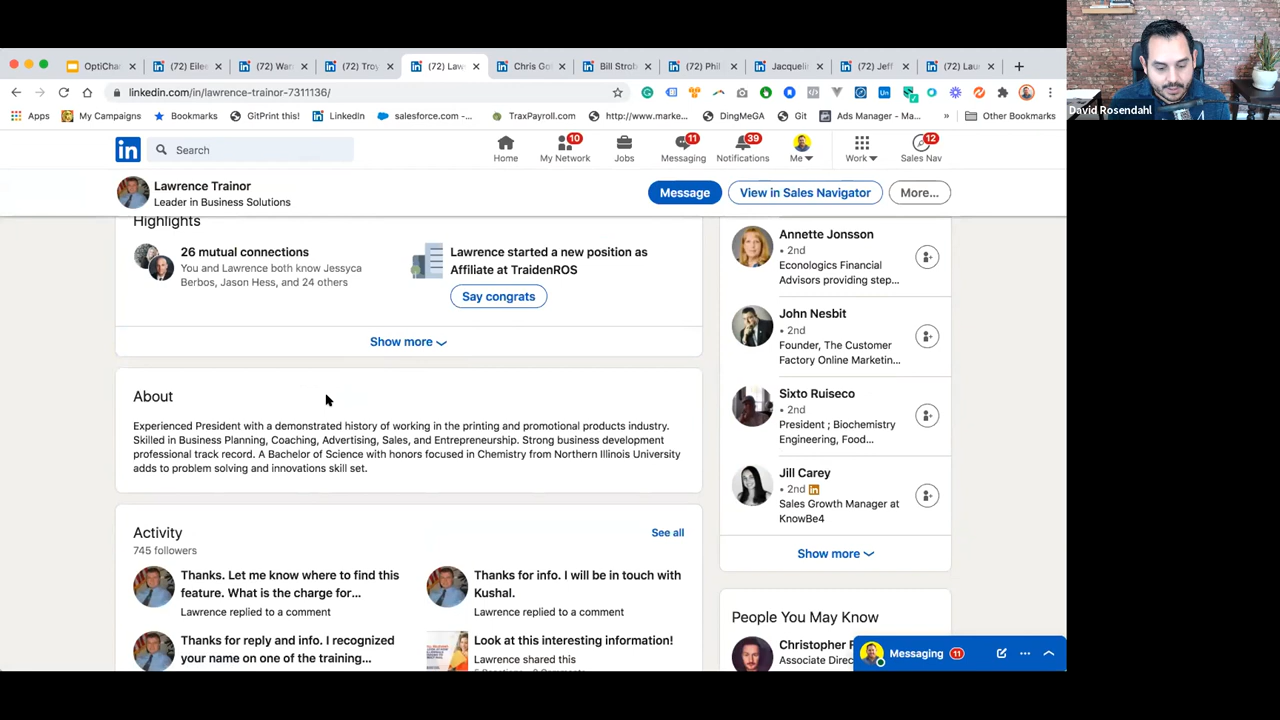 OptiCha
(72) Eilee
(72) War
(72) Troy
(72) Law
Chris Go
Bill Strob
(72) Phil
Jacquelin
(72) Jeff
(72) Lau
linkedin.com/in/lawrence-trainor-7311136/
David Rosendahl
Apps
My Campaigns
Bookmarks
GitPrint this!
LinkedIn
salesforce.com -...
TraxPayroll.com
http://www.marke...
DingMeGA
Git
Ads Manager - Ma...
Other Bookmarks
Search
Home
10
My Network
Jobs
11
Messaging
39
Notifications
Me
Work
12
Sales Nav
Lawrence Trainor
Leader in Business Solutions
Message
View in Sales Navigator
More...
Highlights
26 mutual connections
You and Lawrence both know Jessyca
Berbos, Jason Hess, and 24 others
Lawrence started a new position as
Affiliate at TraidenROS
Say congrats
Show more
About
Experienced President with a demonstrated history of working in the printing and promotional products industry.
Skilled in Business Planning, Coaching, Advertising, Sales, and Entrepreneurship. Strong business development
professional track record. A Bachelor of Science with honors focused in Chemistry from Northern Illinois University
adds to problem solving and innovations skill set.
Activity
See all
745 followers
Thanks. Let me know where to find this
feature. What is the charge for...
Lawrence replied to a comment
Thanks for info. I will be in touch with
Kushal.
Lawrence replied to a comment
Thanks for reply and info. I recognized
your name on one of the training...
Look at this interesting information!
Lawrence shared this
Annette Jonsson
• 2nd
Econologics Financial
Advisors providing step...
John Nesbit
• 2nd
Founder, The Customer
Factory Online Marketin...
Sixto Ruiseco
• 2nd
President ; Biochemistry
Engineering, Food...
Jill Carey
• 2nd in
Sales Growth Manager at
KnowBe4
Show more
People You May Know
Christopher
Associate Direc
Messaging 11